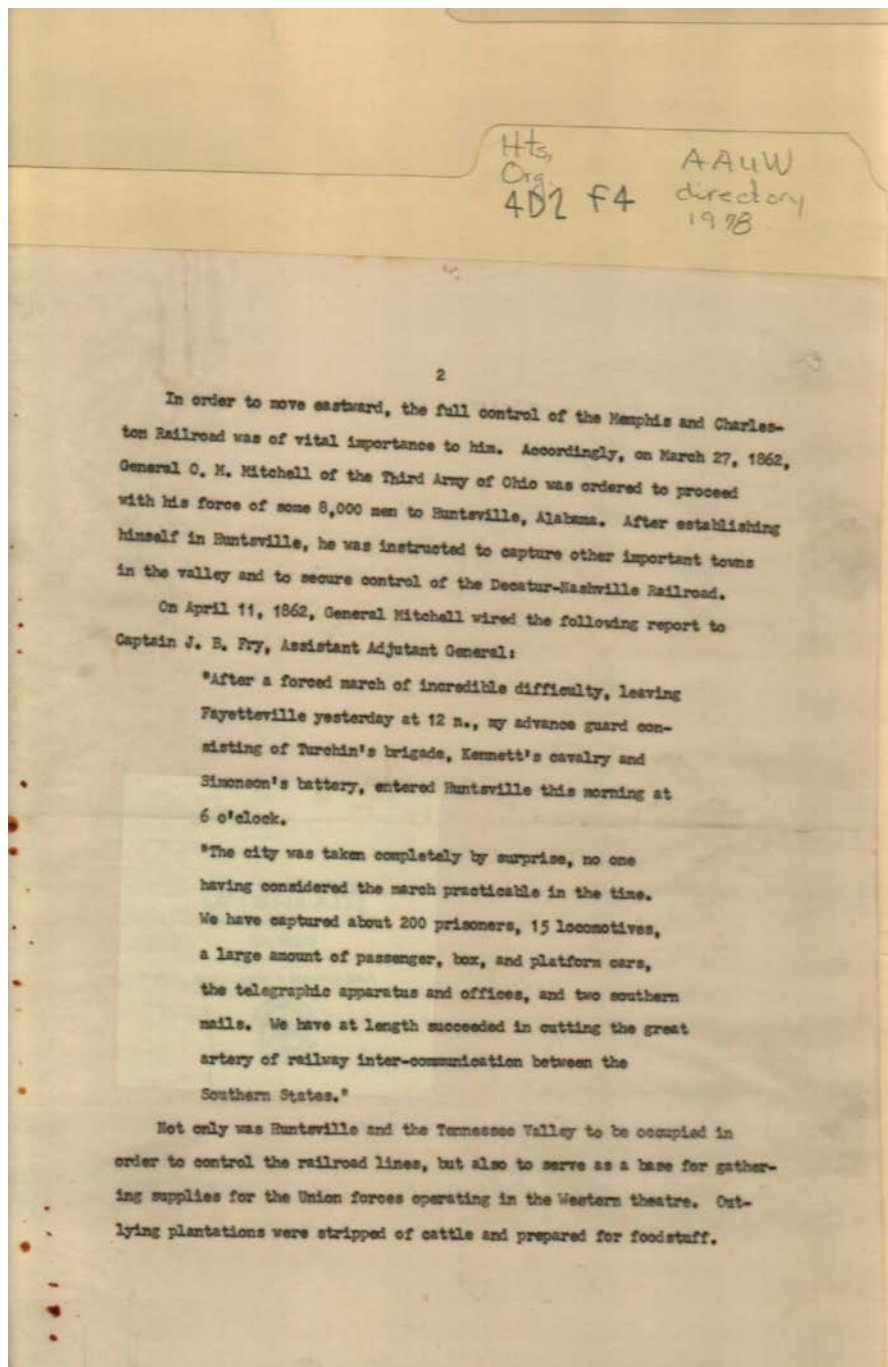 Hts,
Org.
4D2 F4
AAUW
directory
1978
2
In order to move eastward, the full control of the Memphis and Charles-
ton Railroad was of vital importance to him. Accordingly, on March 27, 1862,
General O. M. Mitchell of the Third Army of Ohio was ordered to proceed
with his force of some 8,000 men to Huntsville, Alabama. After establishing
himself in Huntsville, he was instructed to capture other important towns
in the valley and to secure control of the Decatur-Nashville Railroad.
On April 11, 1862, General Mitchell wired the following report to
Captain J. B. Fry, Assistant Adjutant General:
"After a forced march of incredible difficulty, leaving
Fayetteville yesterday at 12 n., my advance guard con-
sisting of Turchin's brigade, Kennett's cavalry and
Simonson's battery, entered Huntsville this morning at
6 o'clock.
"The city was taken completely by surprise, no one
having considered the march practicable in the time.
We have captured about 200 prisoners, 15 locomotives,
a large amount of passenger, box, and platform cars,
the telegraphic apparatus and offices, and two southern
mails. We have at length succeeded in cutting the great
artery of railway inter-communication between the
Southern States."
Not only was Huntsville and the Tennessee Valley to be occupied in
order to control the railroad lines, but also to serve as a base for gather-
ing supplies for the Union forces operating in the Western theatre. Out-
lying plantations were stripped of cattle and prepared for foodstuff.